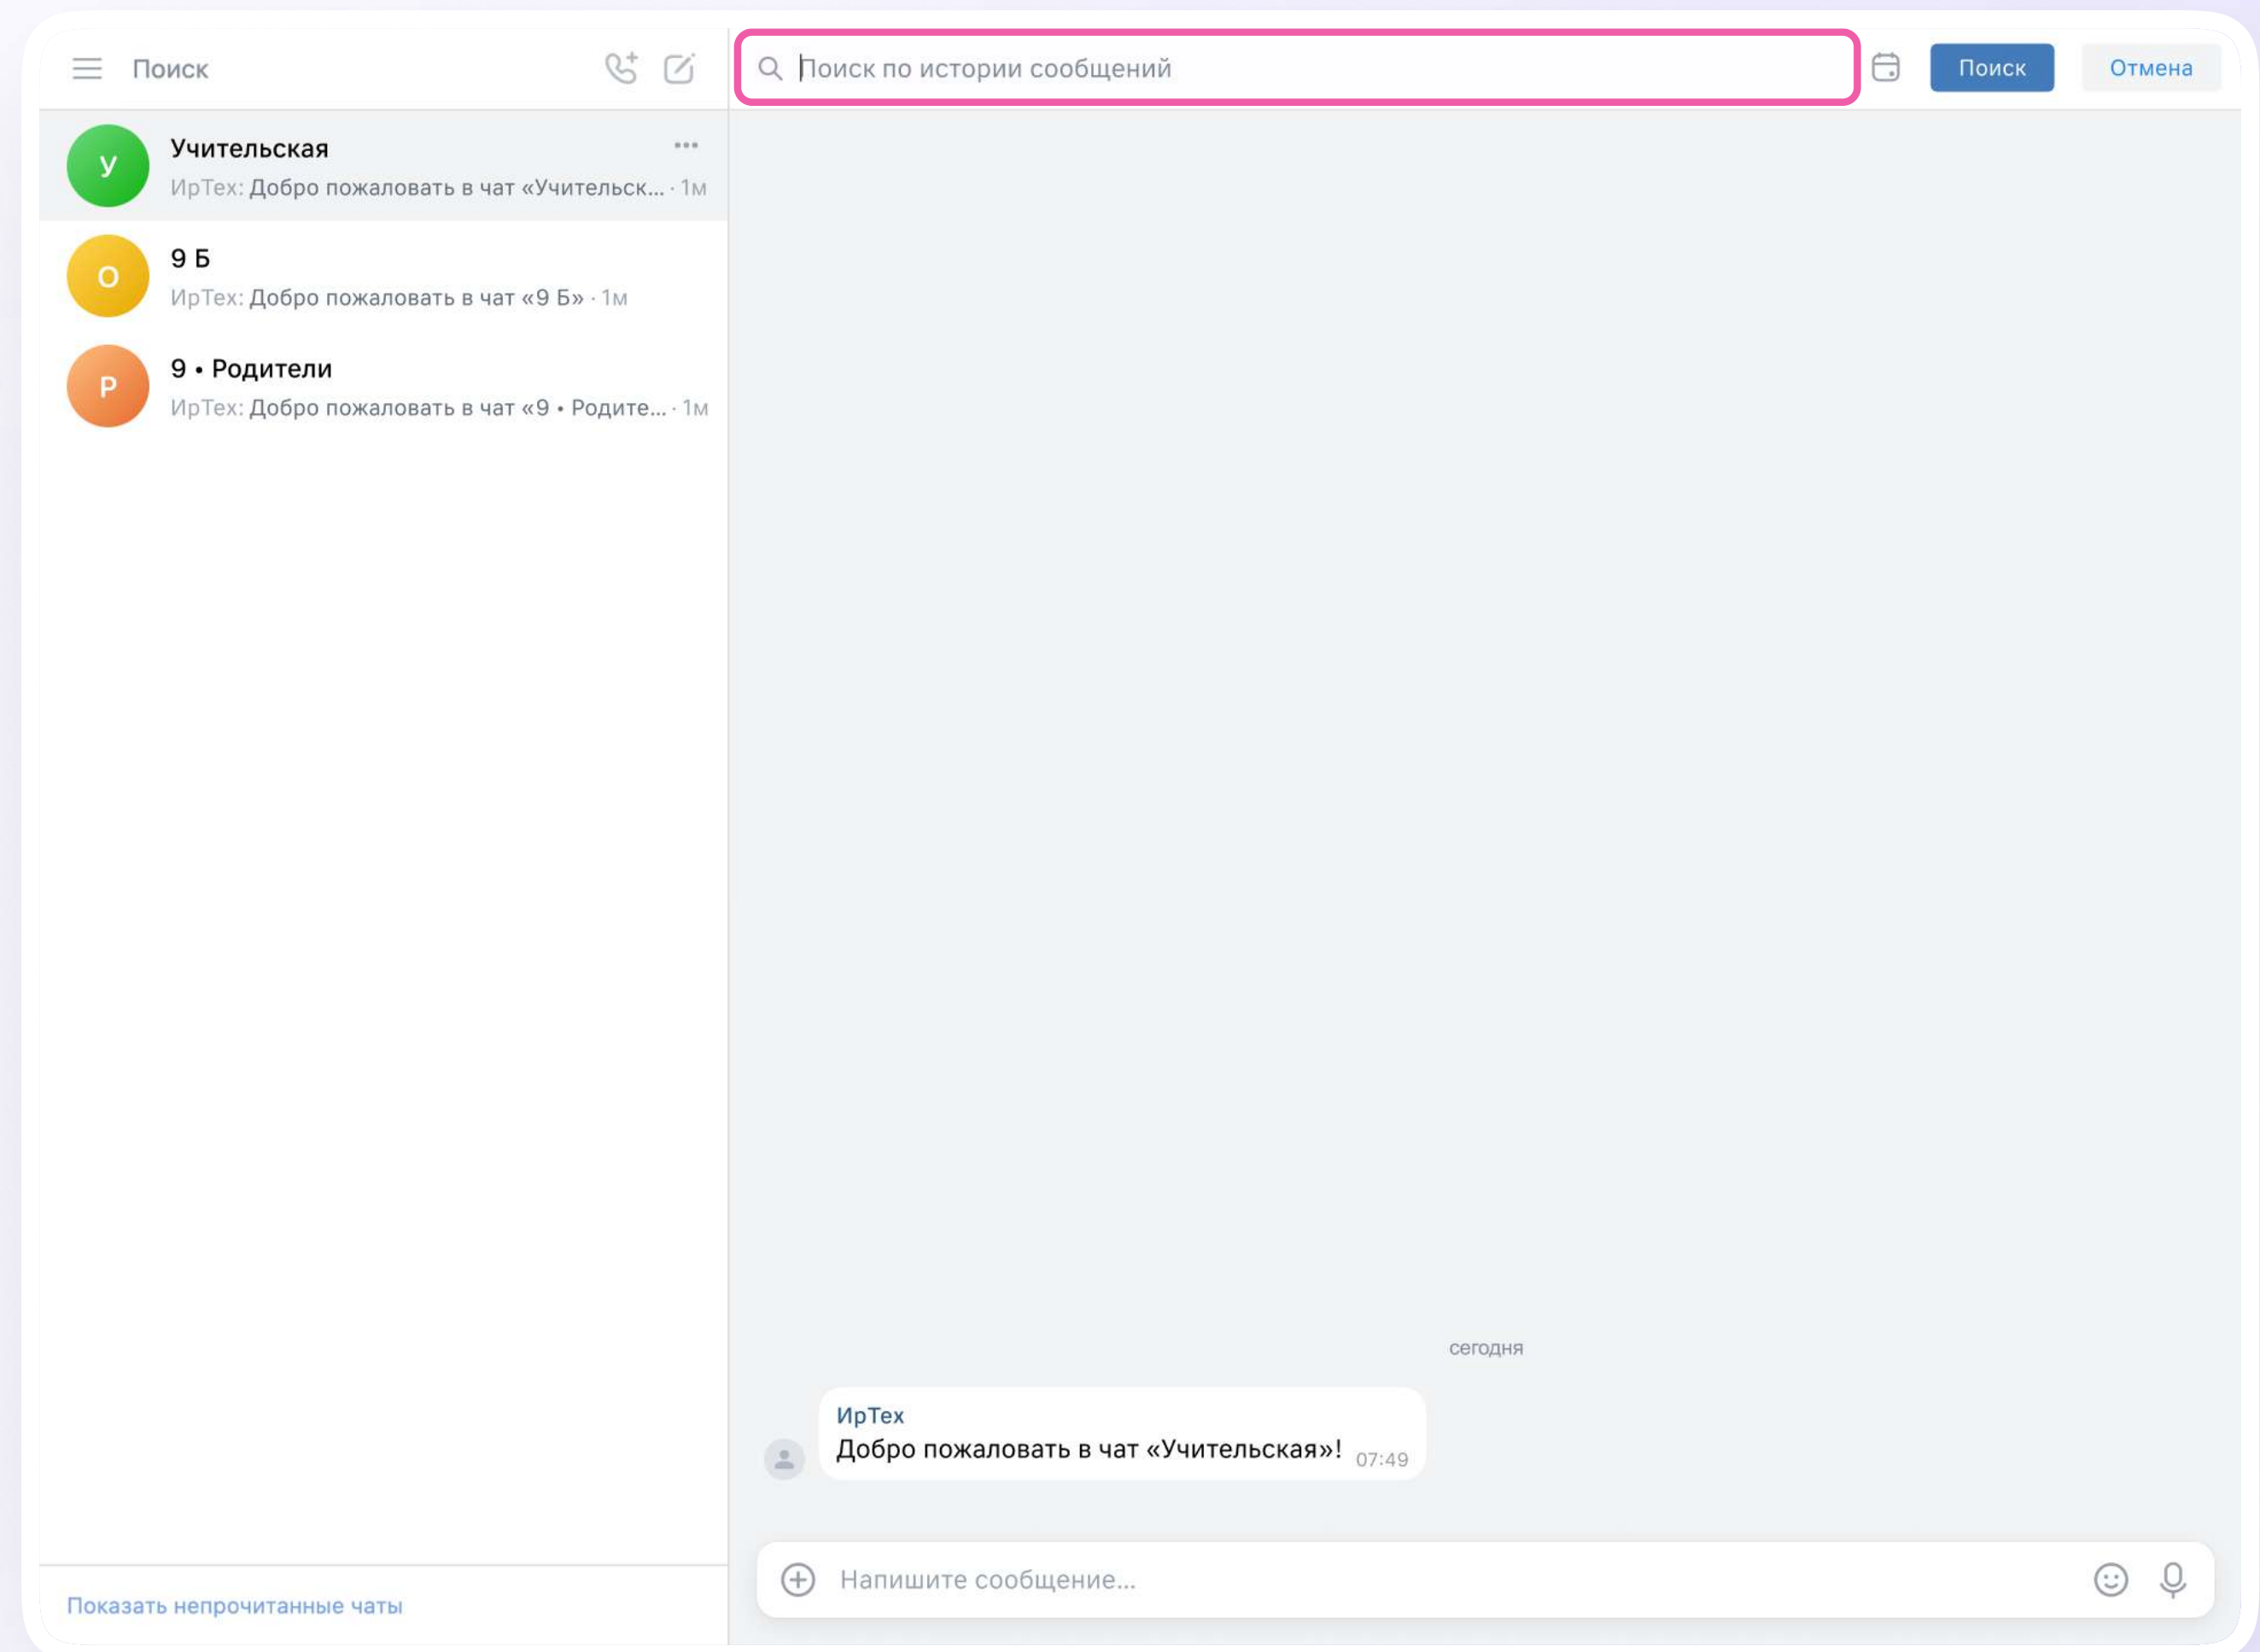 Поиск
Поиск по истории сообщений
Поиск
Отмена
У
Учительская
ИрТех: Добро пожаловать в чат «Учительск... · 1м
О
9 Б
ИрТех: Добро пожаловать в чат «9 Б» · 1м
Р
9 • Родители
ИрТех: Добро пожаловать в чат «9 • Родите... · 1м
сегодня
ИрТех
Добро пожаловать в чат «Учительская»! 07:49
Напишите сообщение...
Показать непрочитанные чаты